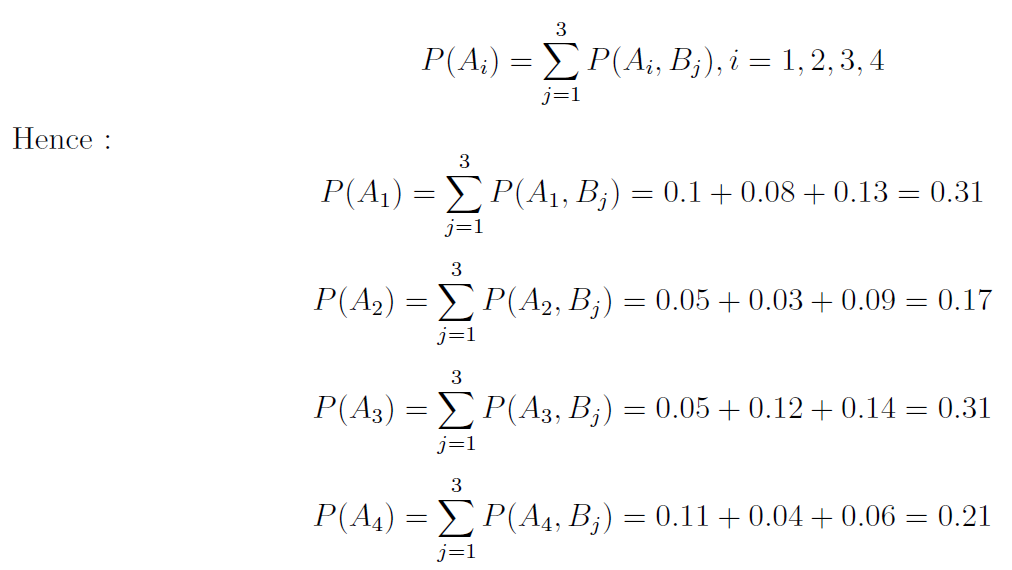 $P(A_i) = \sum_{j=1}^{3} P(A_i, B_j), i = 1, 2, 3, 4$
Hence :
$P(A_1) = \sum_{j=1}^{3} P(A_1, B_j) = 0.1 + 0.08 + 0.13 = 0.31$
$P(A_2) = \sum_{j=1}^{3} P(A_2, B_j) = 0.05 + 0.03 + 0.09 = 0.17$
$P(A_3) = \sum_{j=1}^{3} P(A_3, B_j) = 0.05 + 0.12 + 0.14 = 0.31$
$P(A_4) = \sum_{j=1}^{3} P(A_4, B_j) = 0.11 + 0.04 + 0.06 = 0.21$